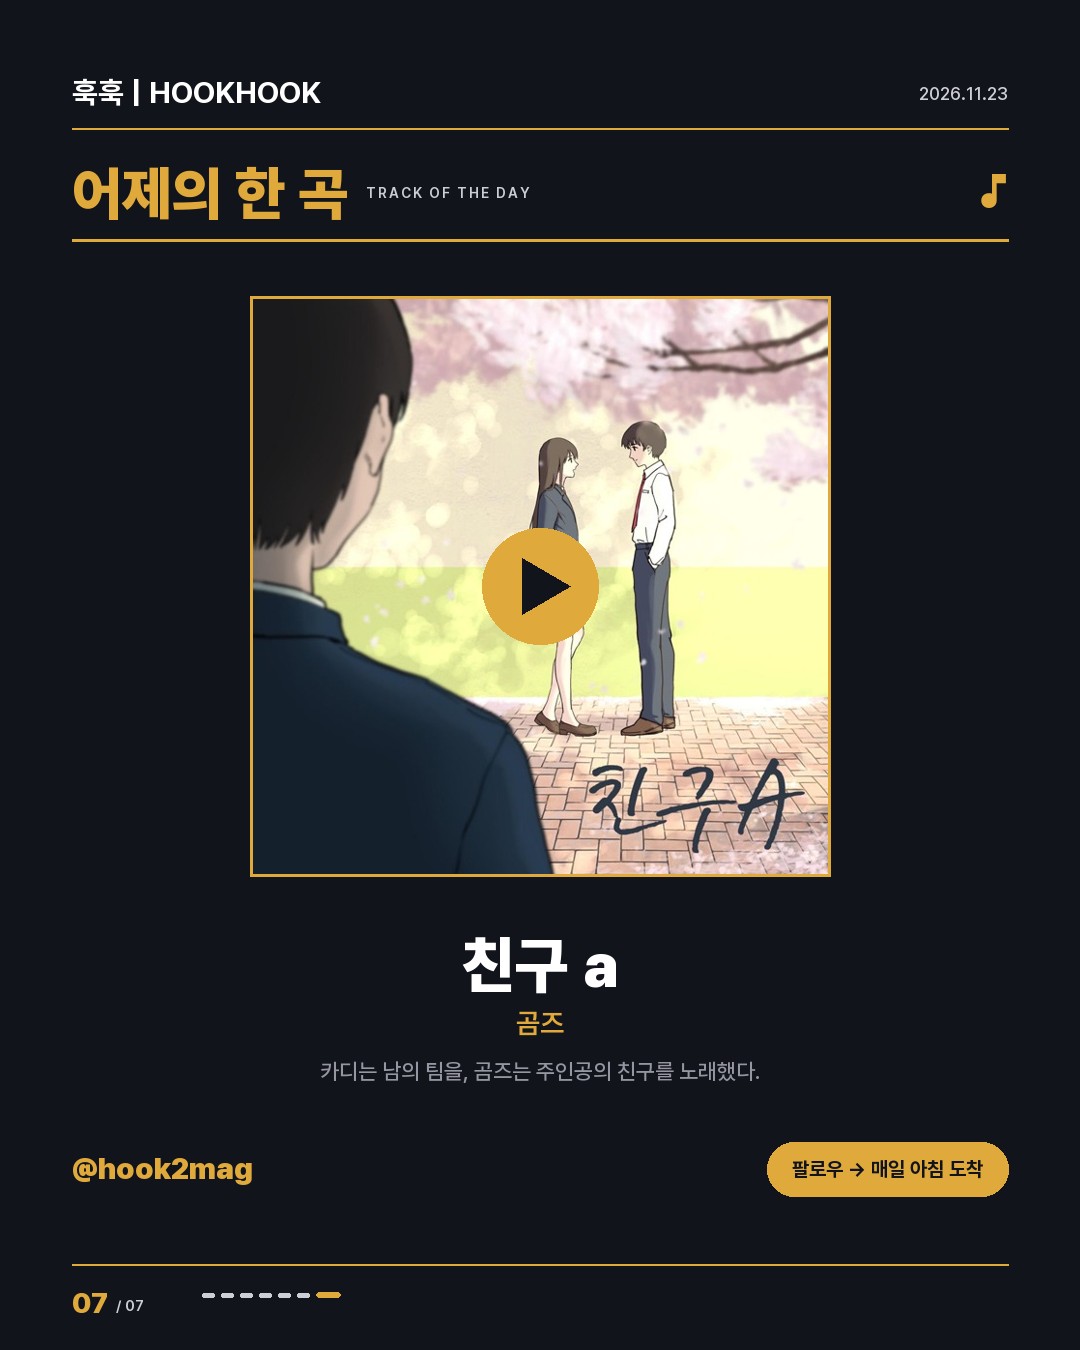 훅훅 | HOOKHOOK
2026.11.23
어제의 한 곡 TRACK OF THE DAY
친구A
친구 a
곰즈
카디는 남의 팀을, 곰즈는 주인공의 친구를 노래했다.
@hook2mag
팔로우 → 매일 아침 도착
07 / 07